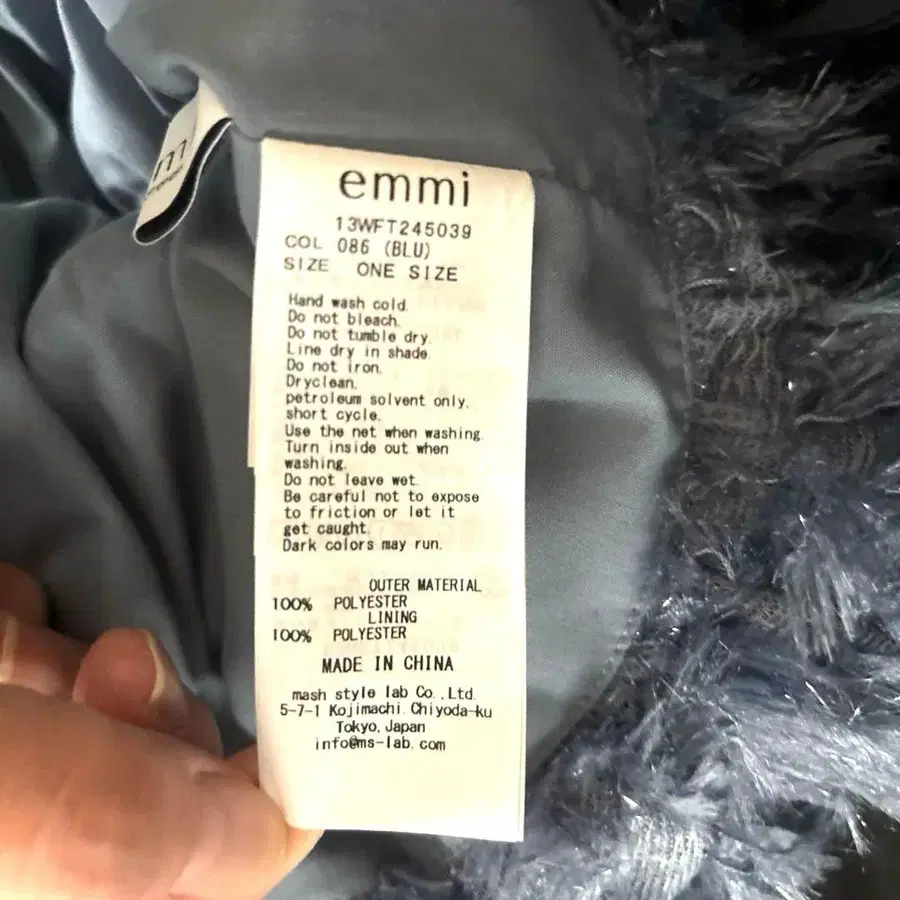 emmi
13WFT245039
COL 086 (BLU)
SIZE ONE SIZE
Hand wash cold.
Do not bleach.
Do not tumble dry.
Line dry in shade.
Do not iron.
Dryclean.
petroleum solvent only.
short cycle.
Use the net when washing.
Turn inside out when
washing.
Do not leave wet.
Be careful not to expose
to friction or let it
get caught.
Dark colors may run.
OUTER MATERIAL
100% POLYESTER
LINING
100% POLYESTER
MADE IN CHINA
mash style lab Co.,Ltd.
5-7-1 Kojimachi Chiyoda-ku
Tokyo, Japan
info@ms-lab.com